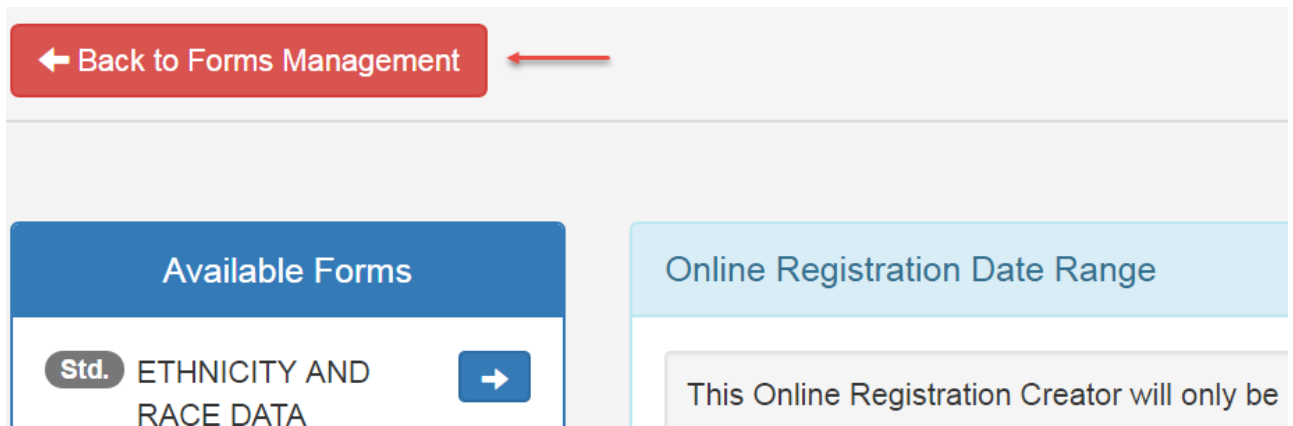 Back to Forms Management
Available Forms
Std. ETHNICITY AND
RACE DATA
Online Registration Date Range
This Online Registration Creator will only be